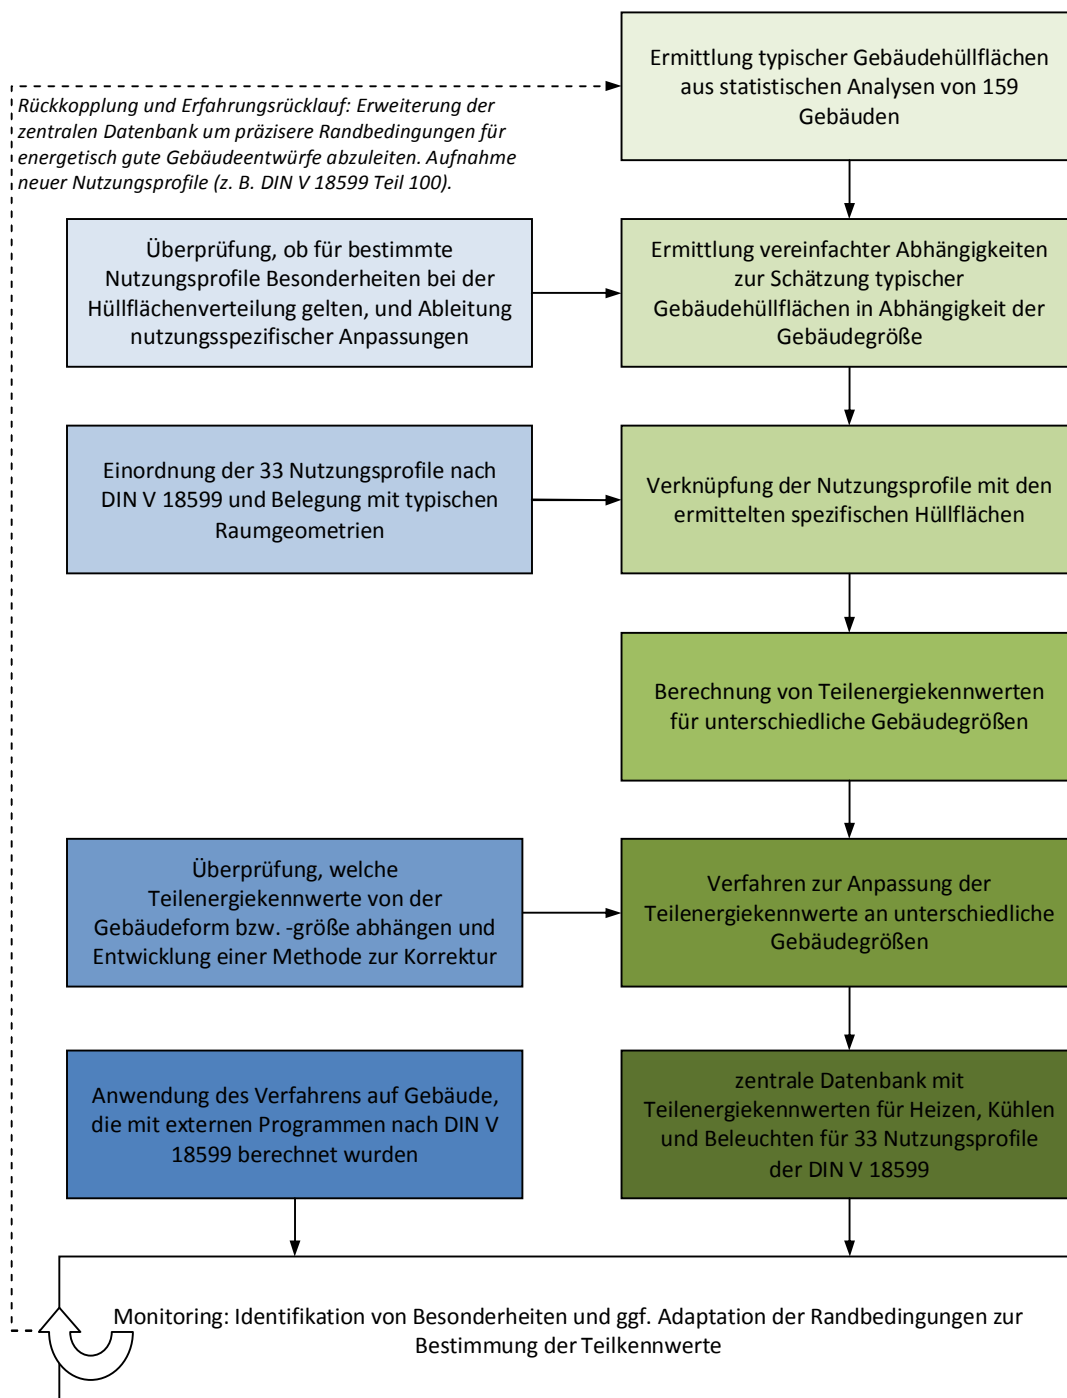 Ermittlung typischer Gebäudehüllflächen
aus statistischen Analysen von 159
Gebäuden
Rückkopplung und Erfahrungsrücklauf: Erweiterung der
zentralen Datenbank um präzisere Randbedingungen für
energetisch gute Gebäudeentwürfe abzuleiten. Aufnahme
neuer Nutzungsprofile (z. B. DIN V 18599 Teil 100).
Überprüfung, ob für bestimmte
Nutzungsprofile Besonderheiten bei der
Hüllflächenverteilung gelten, und Ableitung
nutzungsspezifischer Anpassungen
Ermittlung vereinfachter Abhängigkeiten
zur Schätzung typischer
Gebäudehüllflächen in Abhängigkeit der
Gebäudegröße
Einordnung der 33 Nutzungsprofile nach
DIN V 18599 und Belegung mit typischen
Raumgeometrien
Verknüpfung der Nutzungsprofile mit den
ermittelten spezifischen Hüllflächen
Berechnung von Teilenergiekennwerten
für unterschiedliche Gebäudegrößen
Überprüfung, welche
Teilenergiekennwerte von der
Gebäudeform bzw. -größe abhängen und
Entwicklung einer Methode zur Korrektur
Verfahren zur Anpassung der
Teilenergiekennwerte an unterschiedliche
Gebäudegrößen
Anwendung des Verfahrens auf Gebäude,
die mit externen Programmen nach DIN V
18599 berechnet wurden
zentrale Datenbank mit
Teilenergiekennwerten für Heizen, Kühlen
und Beleuchten für 33 Nutzungsprofile
der DIN V 18599
Monitoring: Identifikation von Besonderheiten und ggf. Adaptation der Randbedingungen zur
Bestimmung der Teilkennwerte